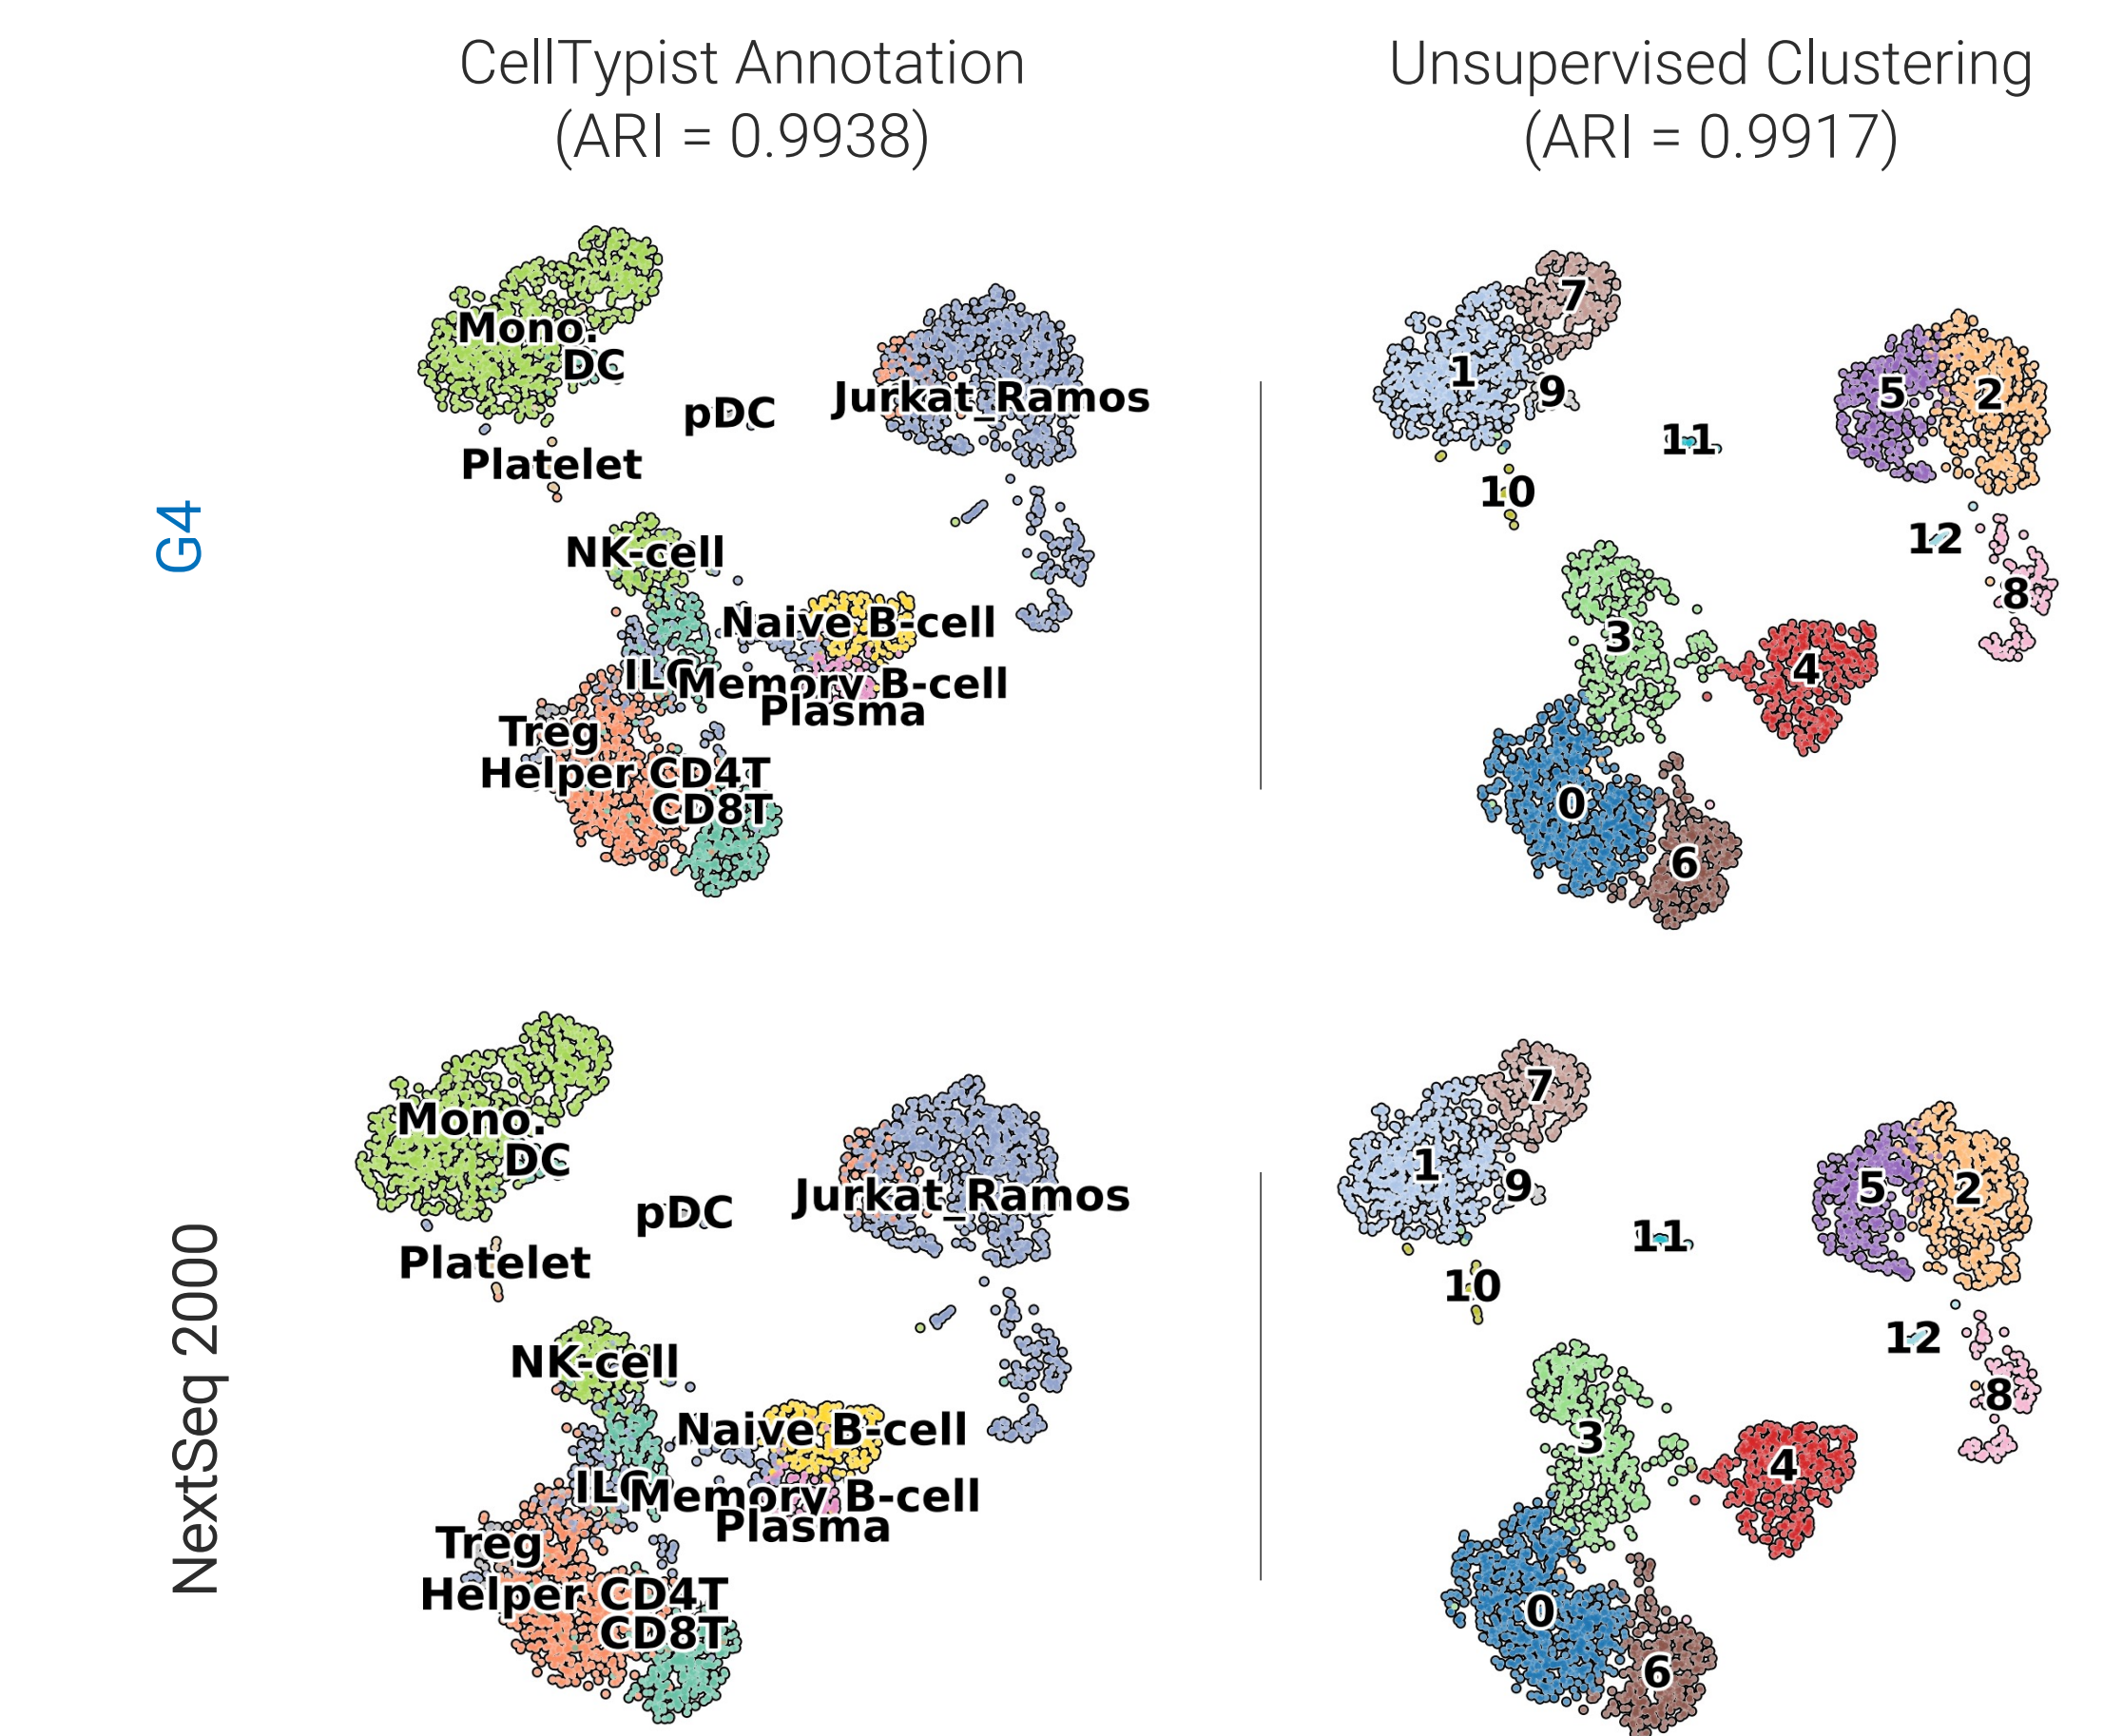 CellTypist Annotation
(ARI = 0.9938)
Unsupervised Clustering
(ARI = 0.9917)
G4
Mono.
DC
pDC
Jurkat_Ramos
Platelet
NK-cell
Naive B-cell
ILC
Memory B-cell
Plasma
Treg
Helper CD4T
CD8T
7
1
9
5
2
11
10
12
8
3
4
0
6
NextSeq 2000
Mono.
DC
pDC
Jurkat_Ramos
Platelet
NK-cell
Naive B-cell
ILC
Memory B-cell
Plasma
Treg
Helper CD4T
CD8T
7
1
9
5
2
11
10
12
8
3
4
0
6